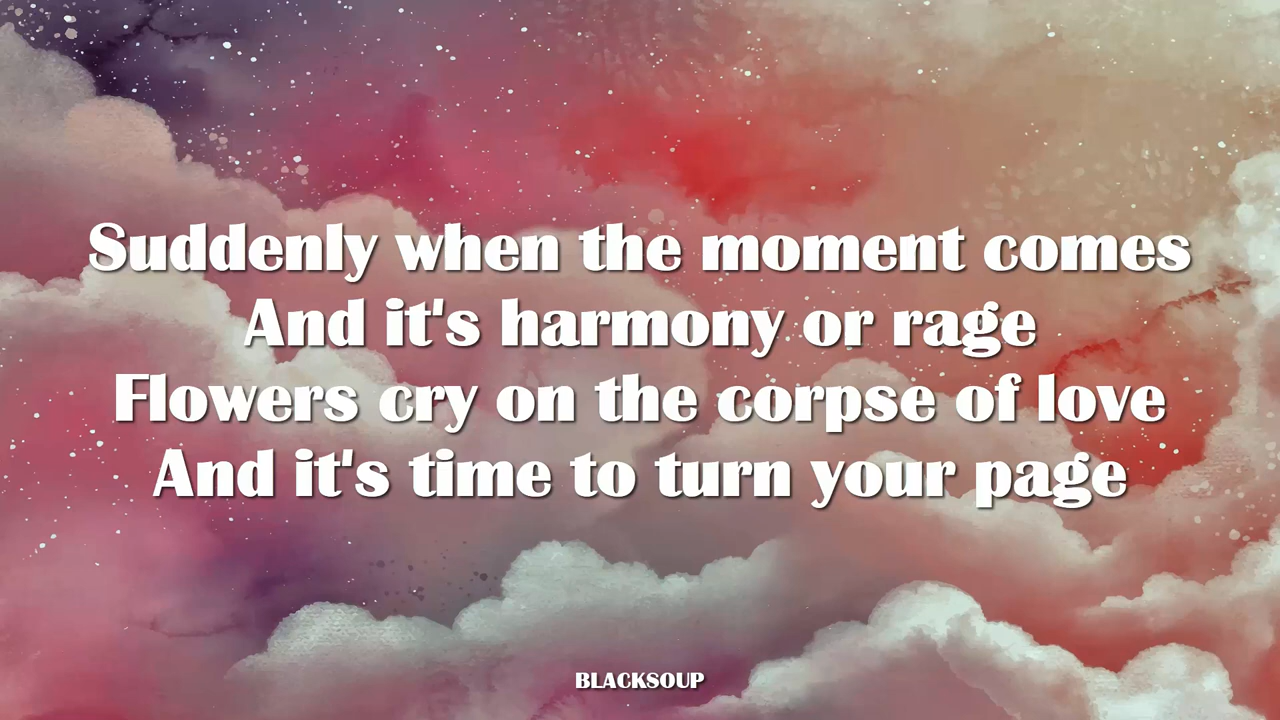 Suddenly when the moment comes
And it's harmony or rage
Flowers cry on the corpse of love
And it's time to turn your page
BLACKSOUP